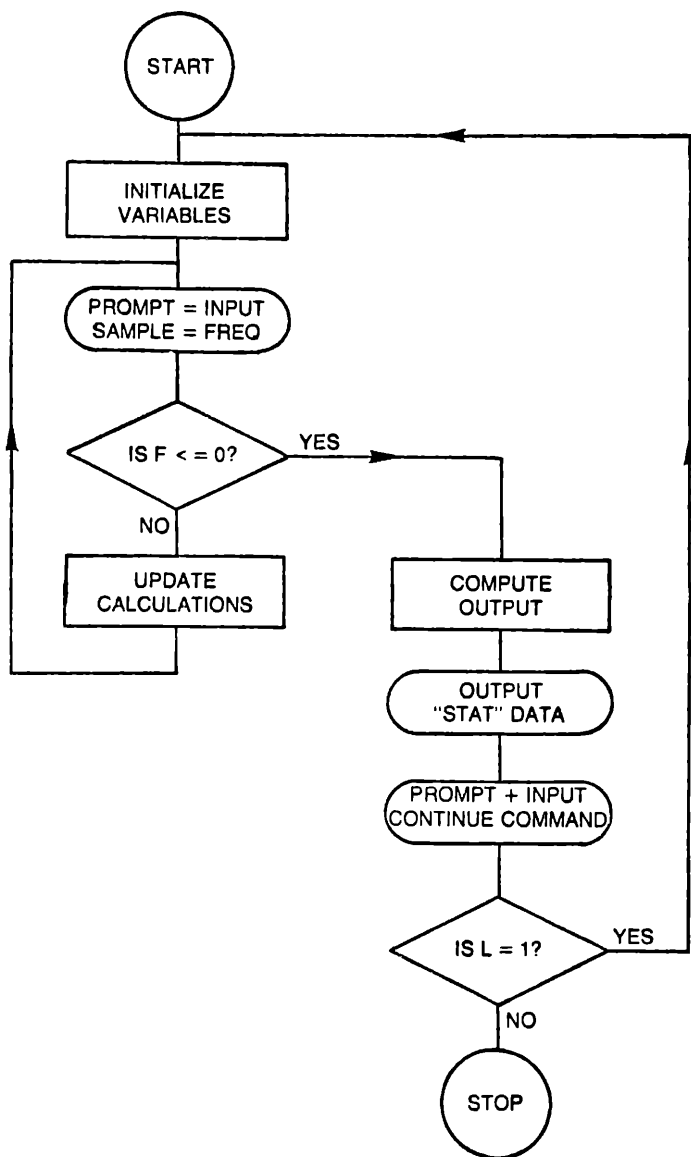 START
INITIALIZE
VARIABLES
PROMPT = INPUT
SAMPLE = FREQ
IS F < = 0?
YES
NO
UPDATE
CALCULATIONS
COMPUTE
OUTPUT
OUTPUT
"STAT" DATA
PROMPT + INPUT
CONTINUE COMMAND
IS L = 1?
YES
NO
STOP